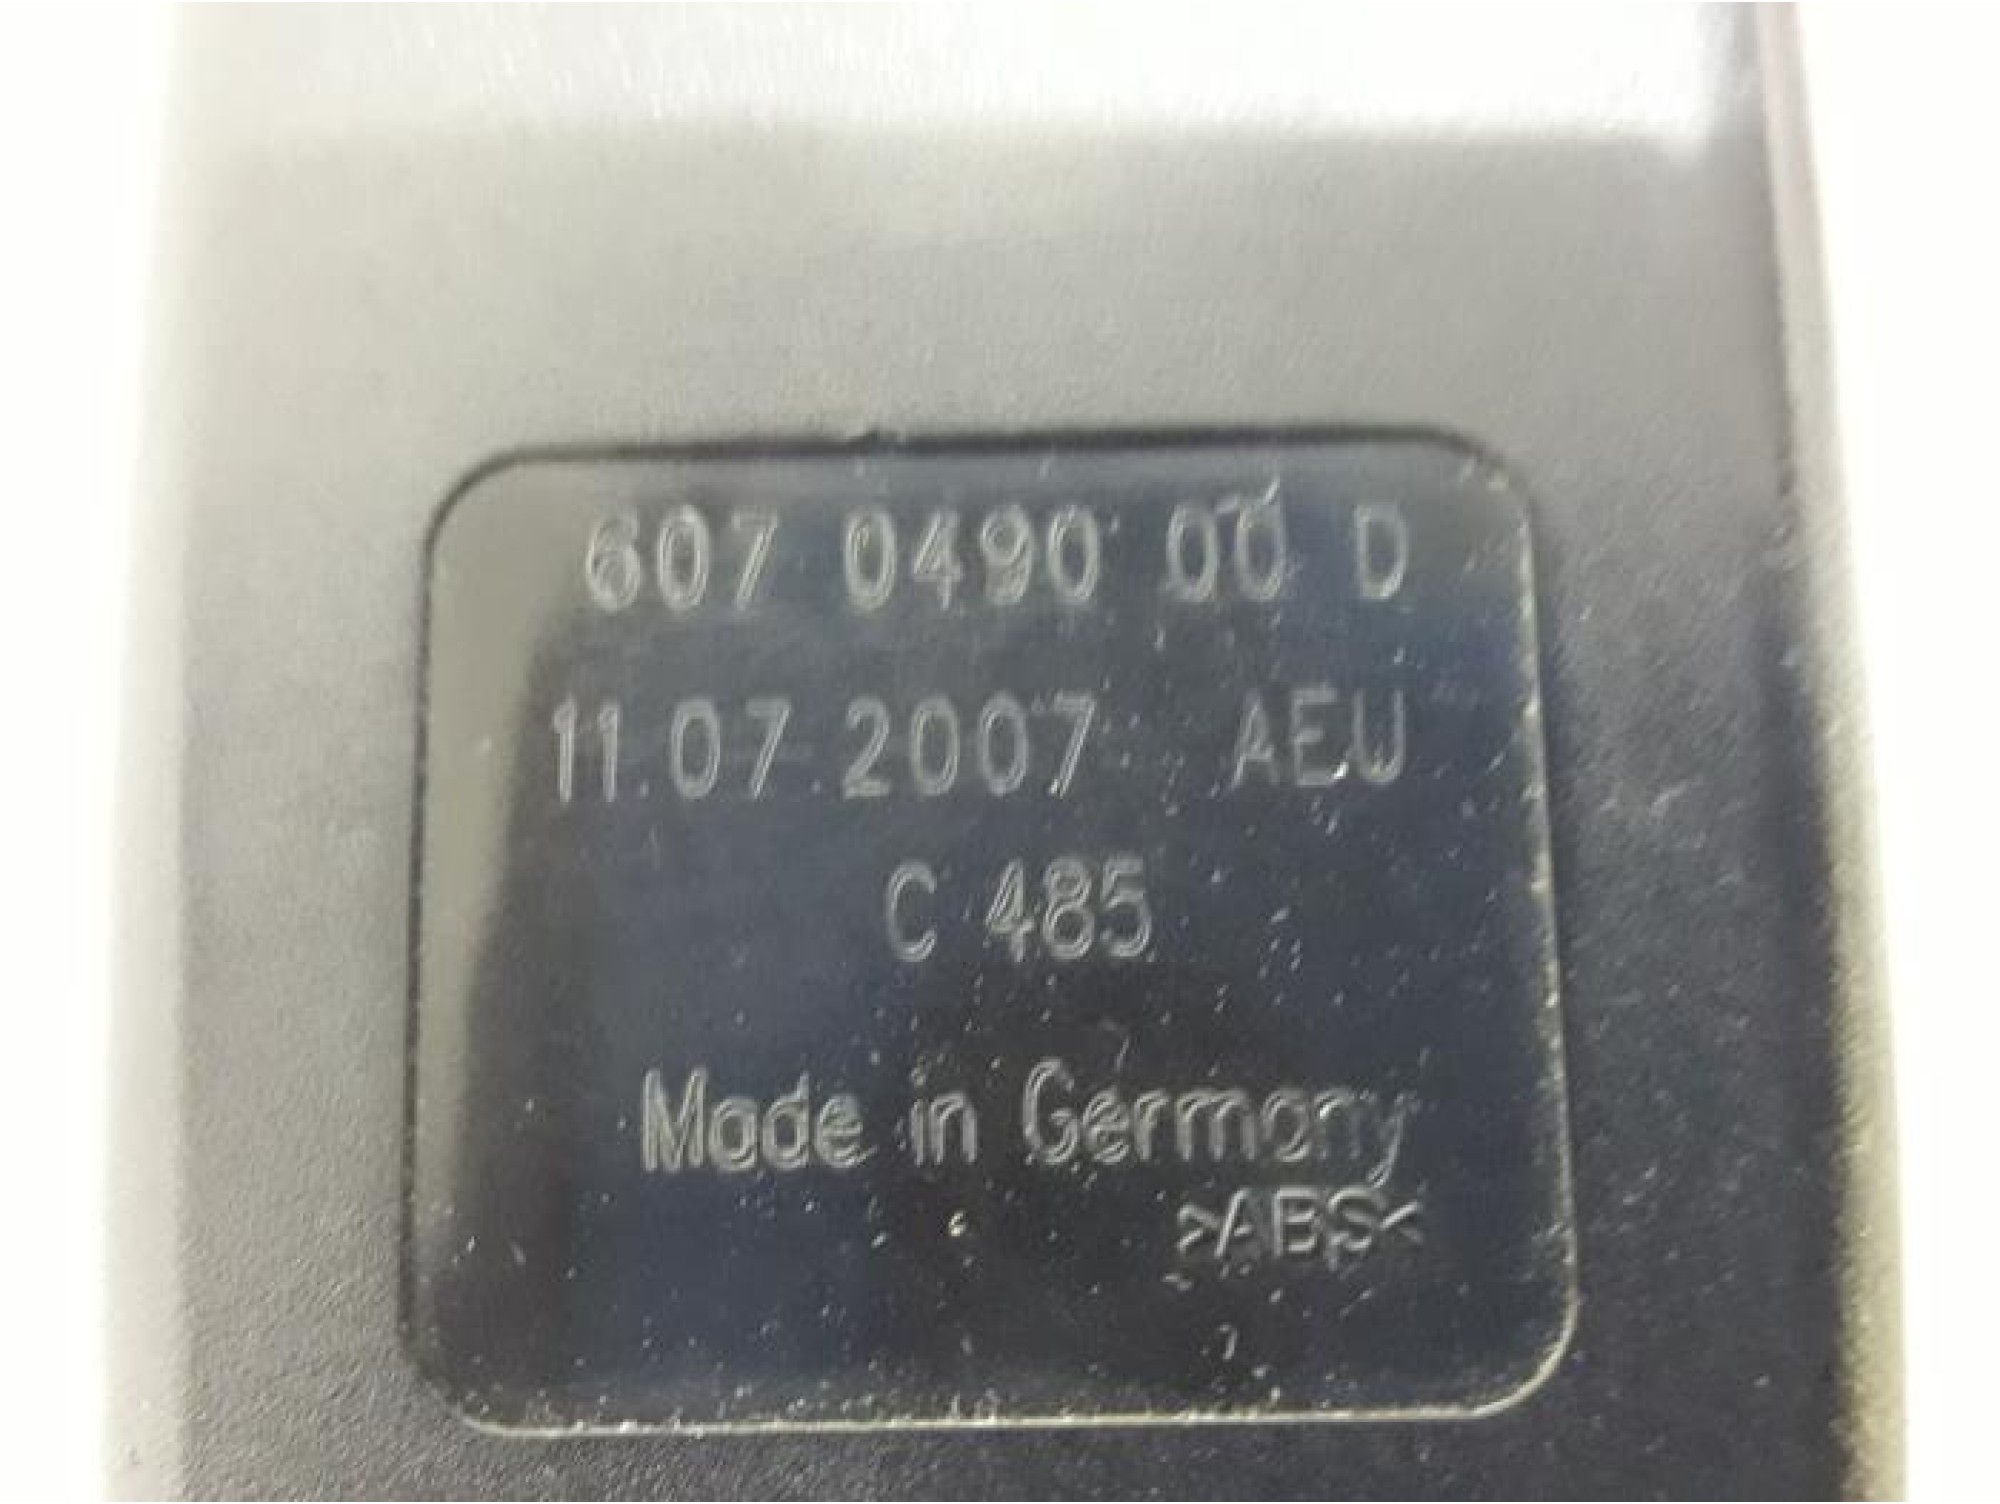 607 0490 00 D
11.07.2007 AEU
C 485
Made in Germany
>ABS<